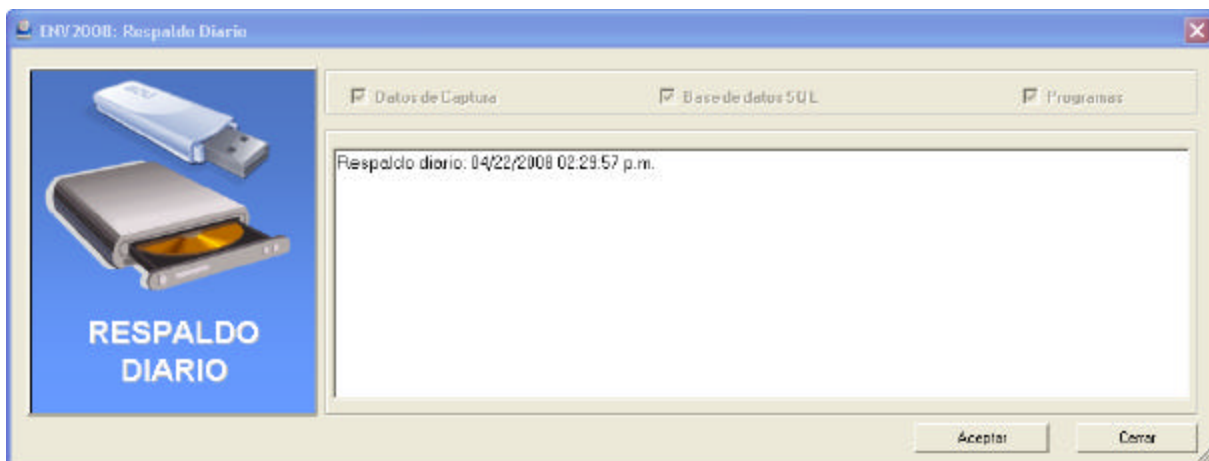 ENV2008: Respaldo Diario
Datos de Captura
Base de datos SQL
Programas
Respaldo diario: 04/22/2008 02:29:57 p.m.
RESPALDO
DIARIO
Aceptar
Cerrar